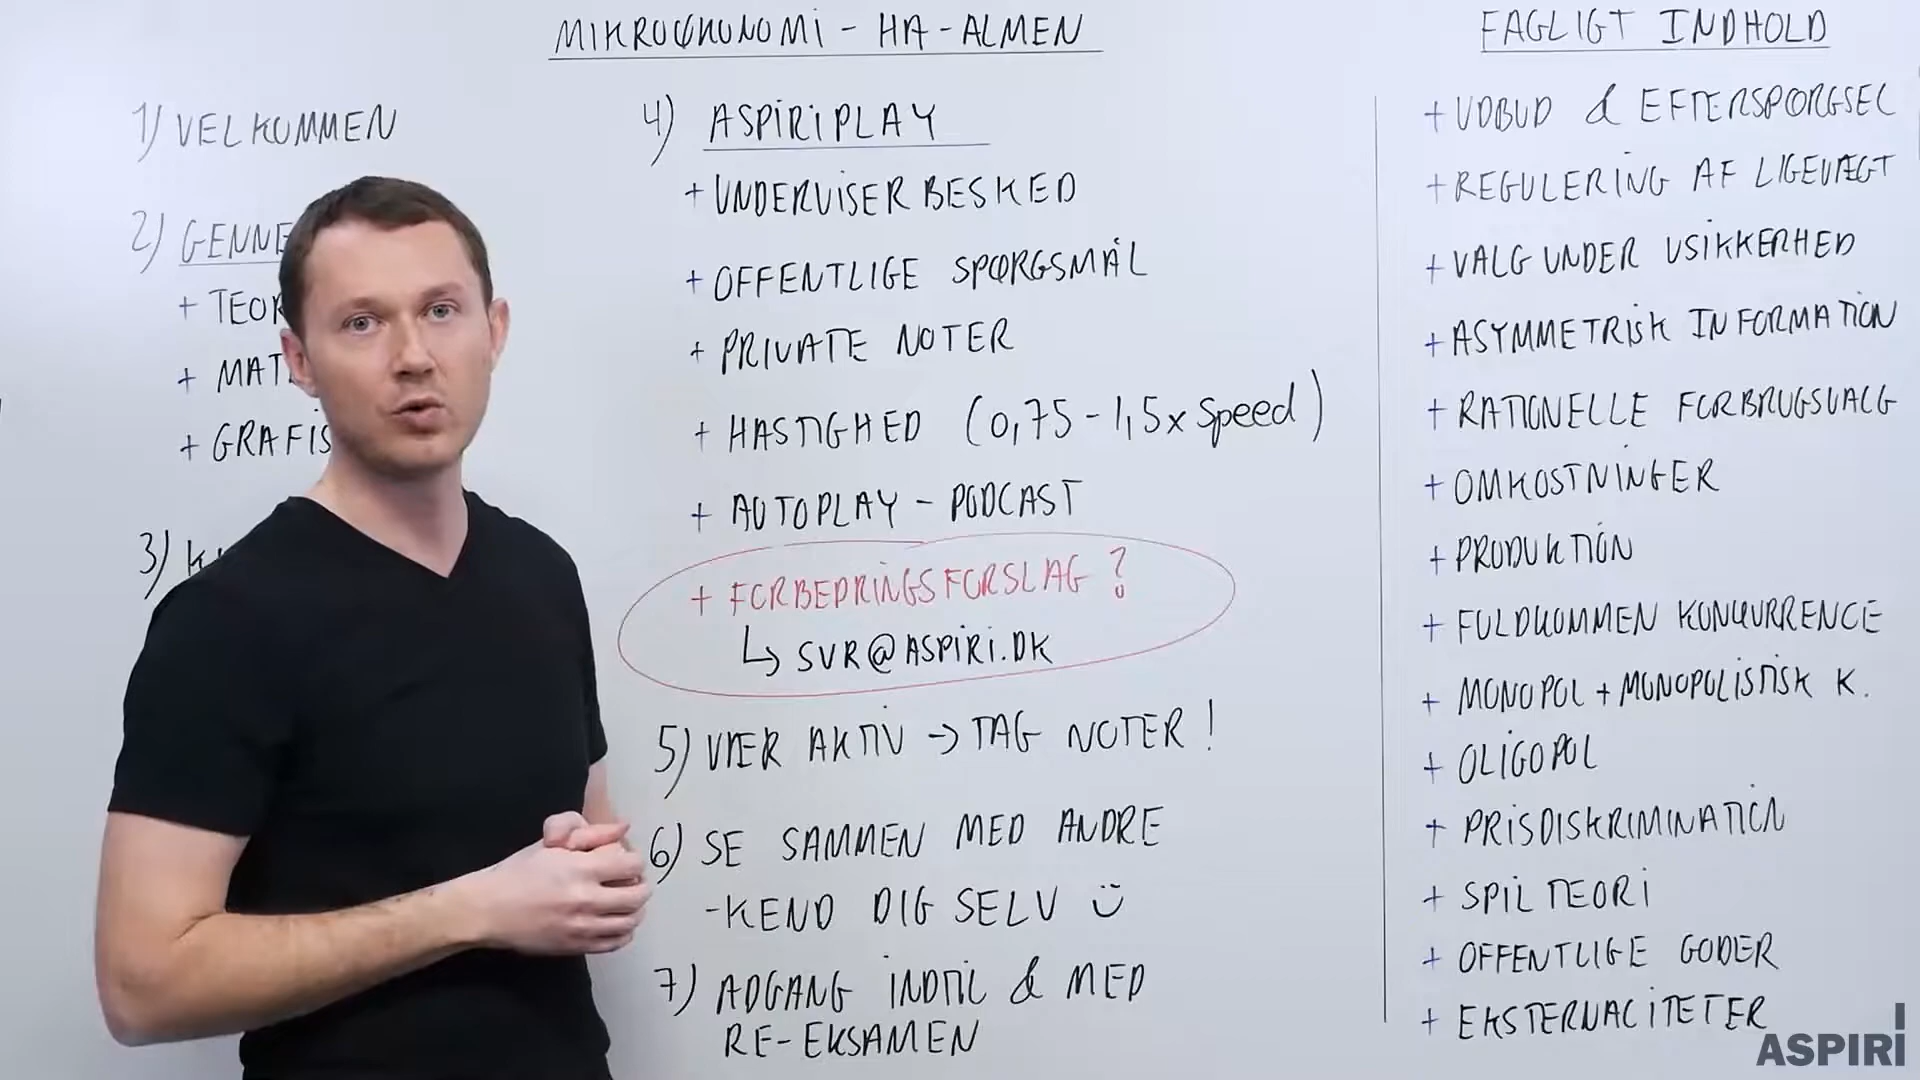 MIKROØKONOMI - HA - ALMEN
1) VELKOMMEN
2) GENNE
+ TEOR
+ MAT
+ GRAFIS
3) K
4) ASPIRIPLAY
+ UNDERVISER BESKED
+ OFFENTLIGE SPØRGSMÅL
+ PRIVATE NOTER
+ HASTIGHED (0,75 - 1,5x Speed)
+ AUTOPLAY - PODCAST
+ FORBEDRINGSFORSLAG ?
↳ SVR@ASPIRI.DK
5) VÆR AKTIV → TAG NOTER !
6) SE SAMMEN MED ANDRE
- KEND DIG SELV ü
7) ADGANG INDTIL & MED
RE-EKSAMEN
FAGLIGT INDHOLD
+ UDBUD & EFTERSPØRGSEL
+ REGULERING AF LIGEVÆGT
+ VALG UNDER USIKKERHED
+ ASYMMETRISK INFORMATION
+ RATIONELLE FORBRUGSVALG
+ OMKOSTNINGER
+ PRODUKTION
+ FULDKOMMEN KONKURRENCE
+ MONOPOL + MONOPOLISTISK K.
+ OLIGOPOL
+ PRISDISKRIMINATION
+ SPILTEORI
+ OFFENTLIGE GODER
+ EKSTERNALITETER
ASPIRI